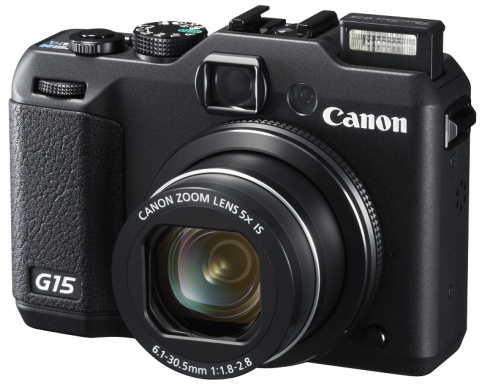 Canon
CANON ZOOM LENS 5x IS
G15
6.1-30.5mm 1:1.8-2.8